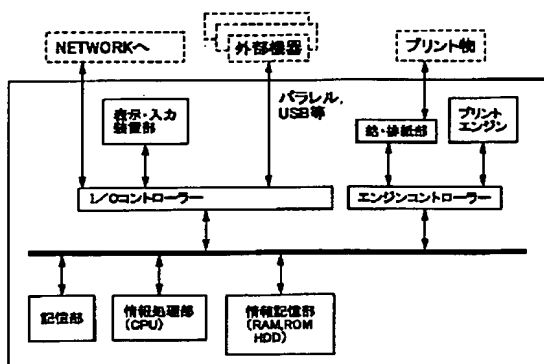 NETWORKへ
外部機器
プリント物
パラレル,
USB等
表示・入力
装置部
給・排紙部
プリント
エンジン
I/Oコントローラー
エンジンコントローラー
記信部
情報処理部
(CPU)
情報記信部
(RAM,ROM
HDD)